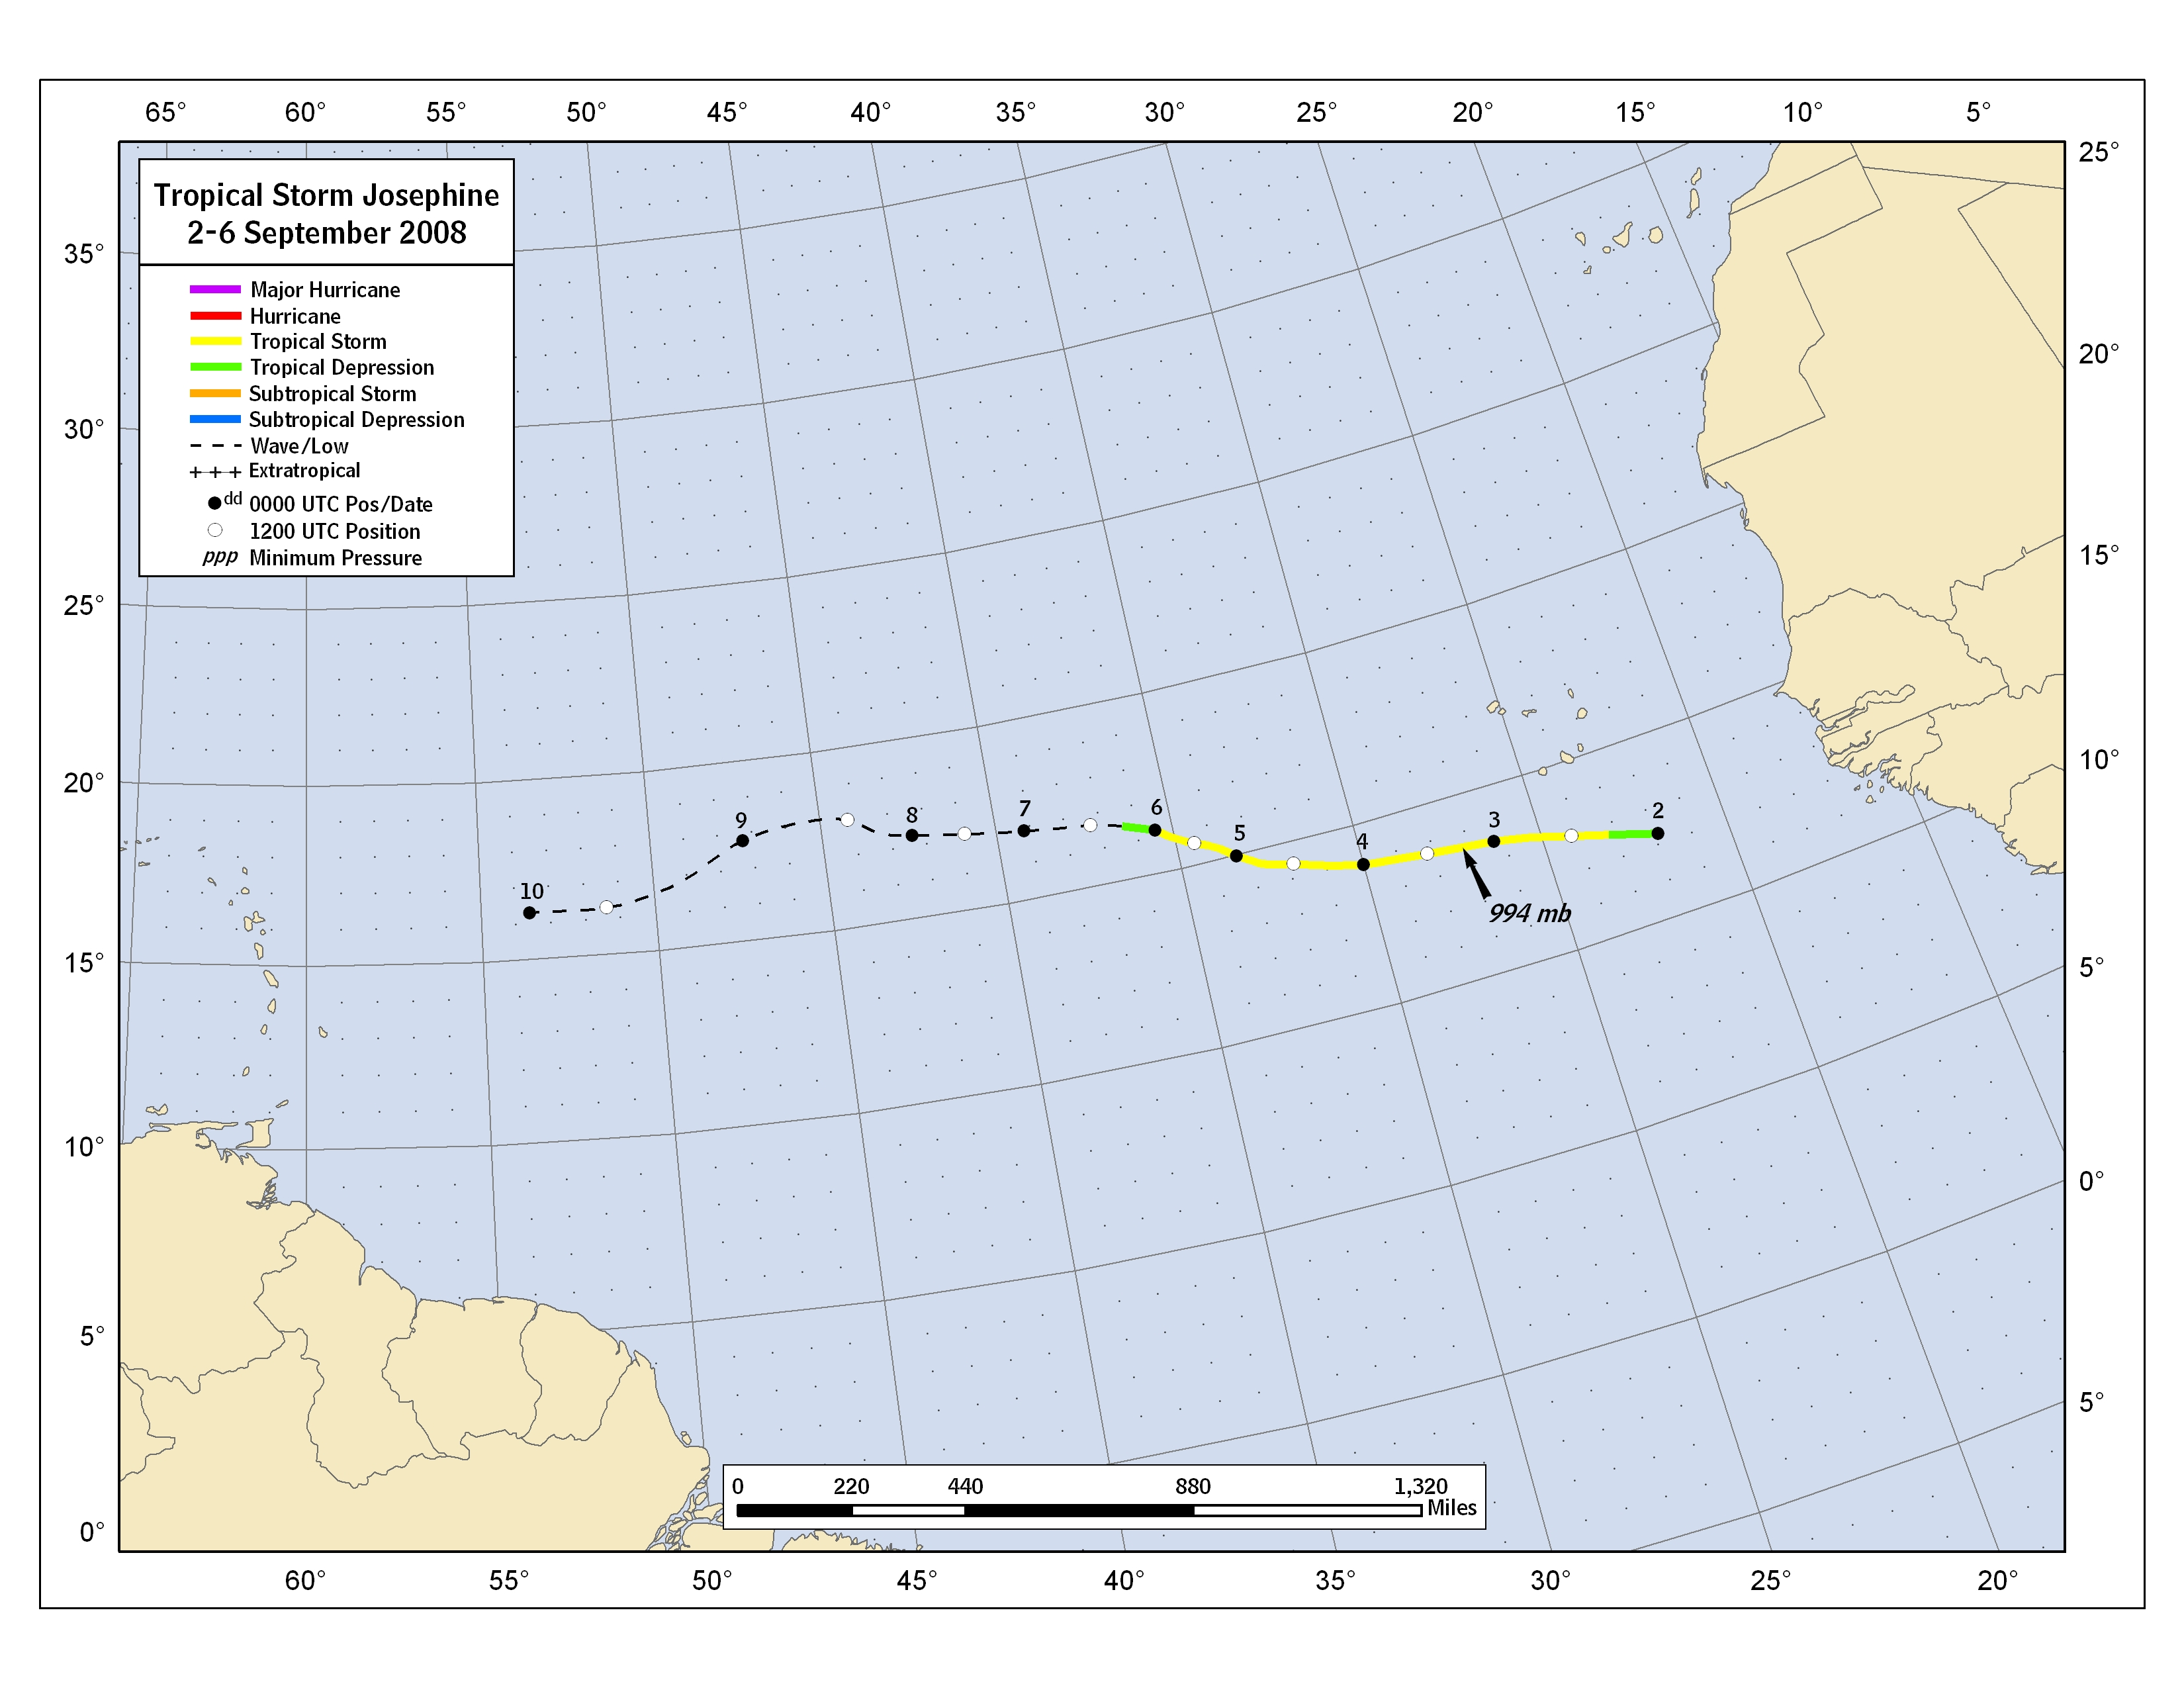 65° 60° 55° 50° 45° 40° 35° 30° 25° 20° 15° 10° 5°
25°
Tropical Storm Josephine
2-6 September 2008
35°
Major Hurricane
Hurricane
Tropical Storm
20°
Tropical Depression
Subtropical Storm
Subtropical Depression
30°
Wave/Low
Extratropical
dd 0000 UTC Pos/Date
1200 UTC Position
ppp Minimum Pressure
15°
25°
10°
20°
9 8 7 6 5 4 3 2
10
994 mb
15°
5°
10°
0°
5°
5°
0 220 440 880 1,320
Miles
0°
60° 55° 50° 45° 40° 35° 30° 25° 20°